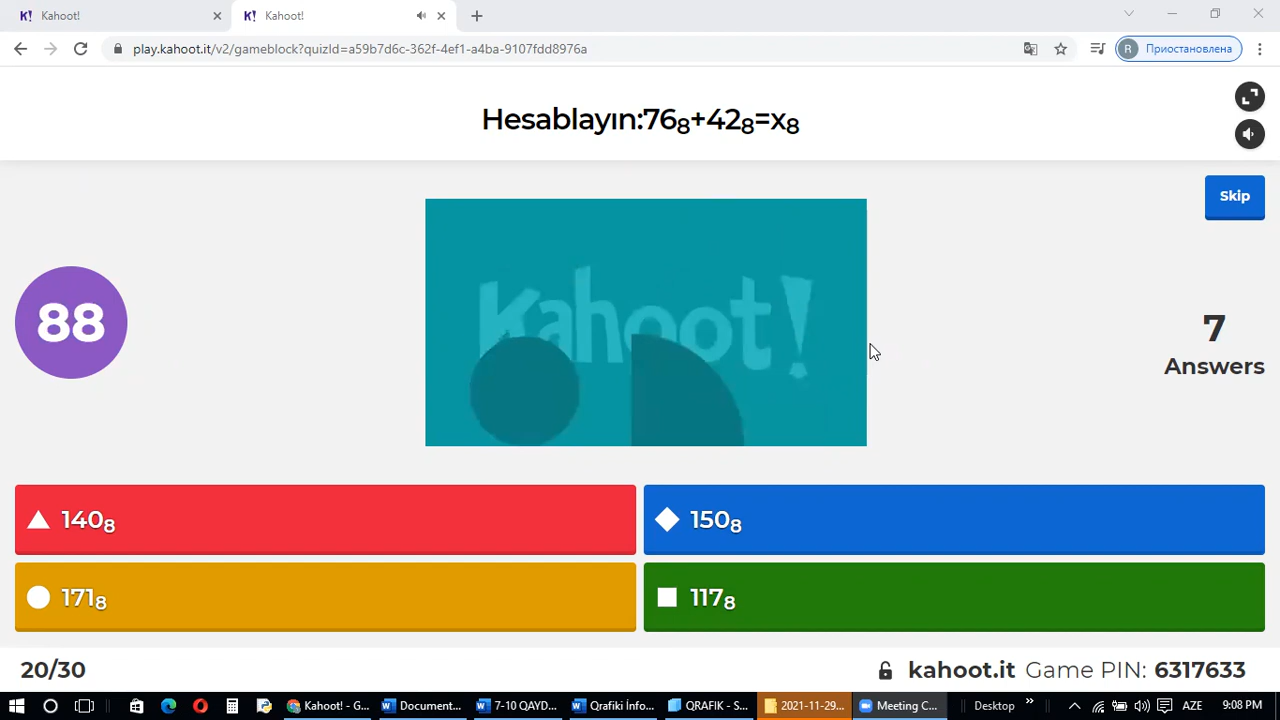 Kahoot!
Kahoot!
play.kahoot.it/v2/gameblock?quizId=a59b7d6c-362f-4ef1-a4ba-9107fdd8976a
R Приостановлена
Hesablayın:76₈+42₈=x₈
Skip
88
Kahoot!
7
Answers
140₈
150₈
171₈
117₈
20/30
kahoot.it Game PIN: 6317633
Kahoot! - G...
Document...
7-10 QAYD...
Qrafiki İnfo...
QRAFIK - S...
2021-11-29...
Meeting C...
Desktop
AZE
9:08 PM